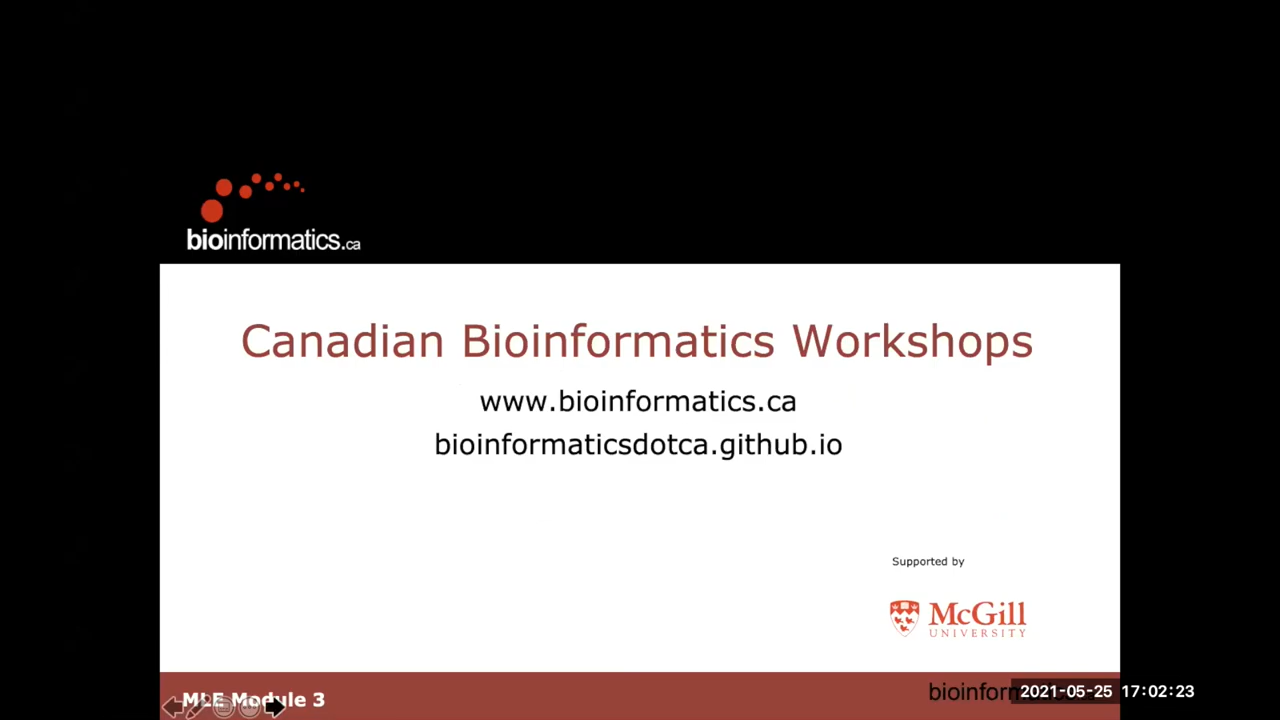 bioinformatics.ca
Canadian Bioinformatics Workshops
www.bioinformatics.ca
bioinformaticsdotca.github.io
Supported by
McGill
UNIVERSITY
MLE Module 3
2021-05-25 17:02:23